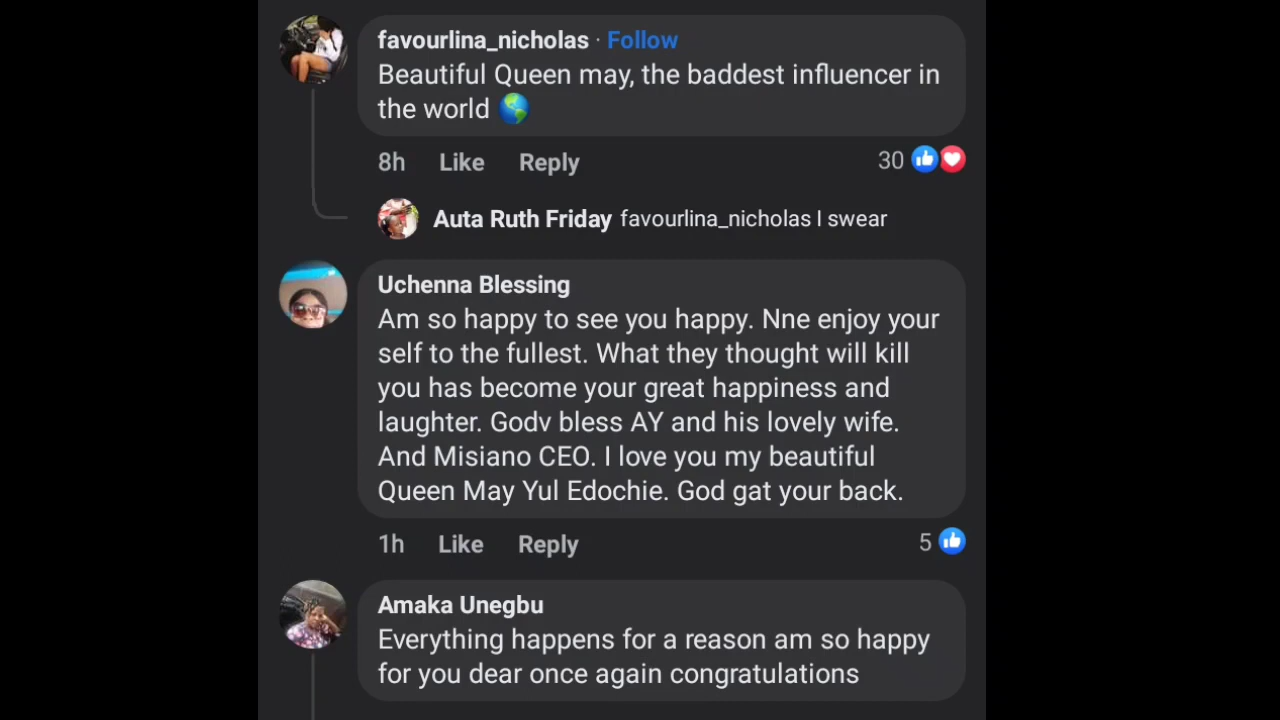 favourlina_nicholas · Follow
Beautiful Queen may, the baddest influencer in
the world 🌎
8h Like Reply 30
Auta Ruth Friday favourlina_nicholas I swear
Uchenna Blessing
Am so happy to see you happy. Nne enjoy your
self to the fullest. What they thought will kill
you has become your great happiness and
laughter. Godv bless AY and his lovely wife.
And Misiano CEO. I love you my beautiful
Queen May Yul Edochie. God gat your back.
1h Like Reply 5
Amaka Unegbu
Everything happens for a reason am so happy
for you dear once again congratulations